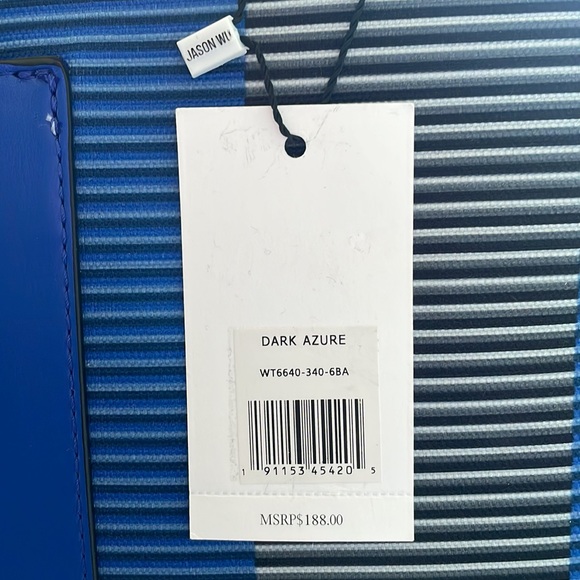 JASON WU
DARK AZURE
WT6640-340-6BA
1 91153 45420 5
MSRP$188.00